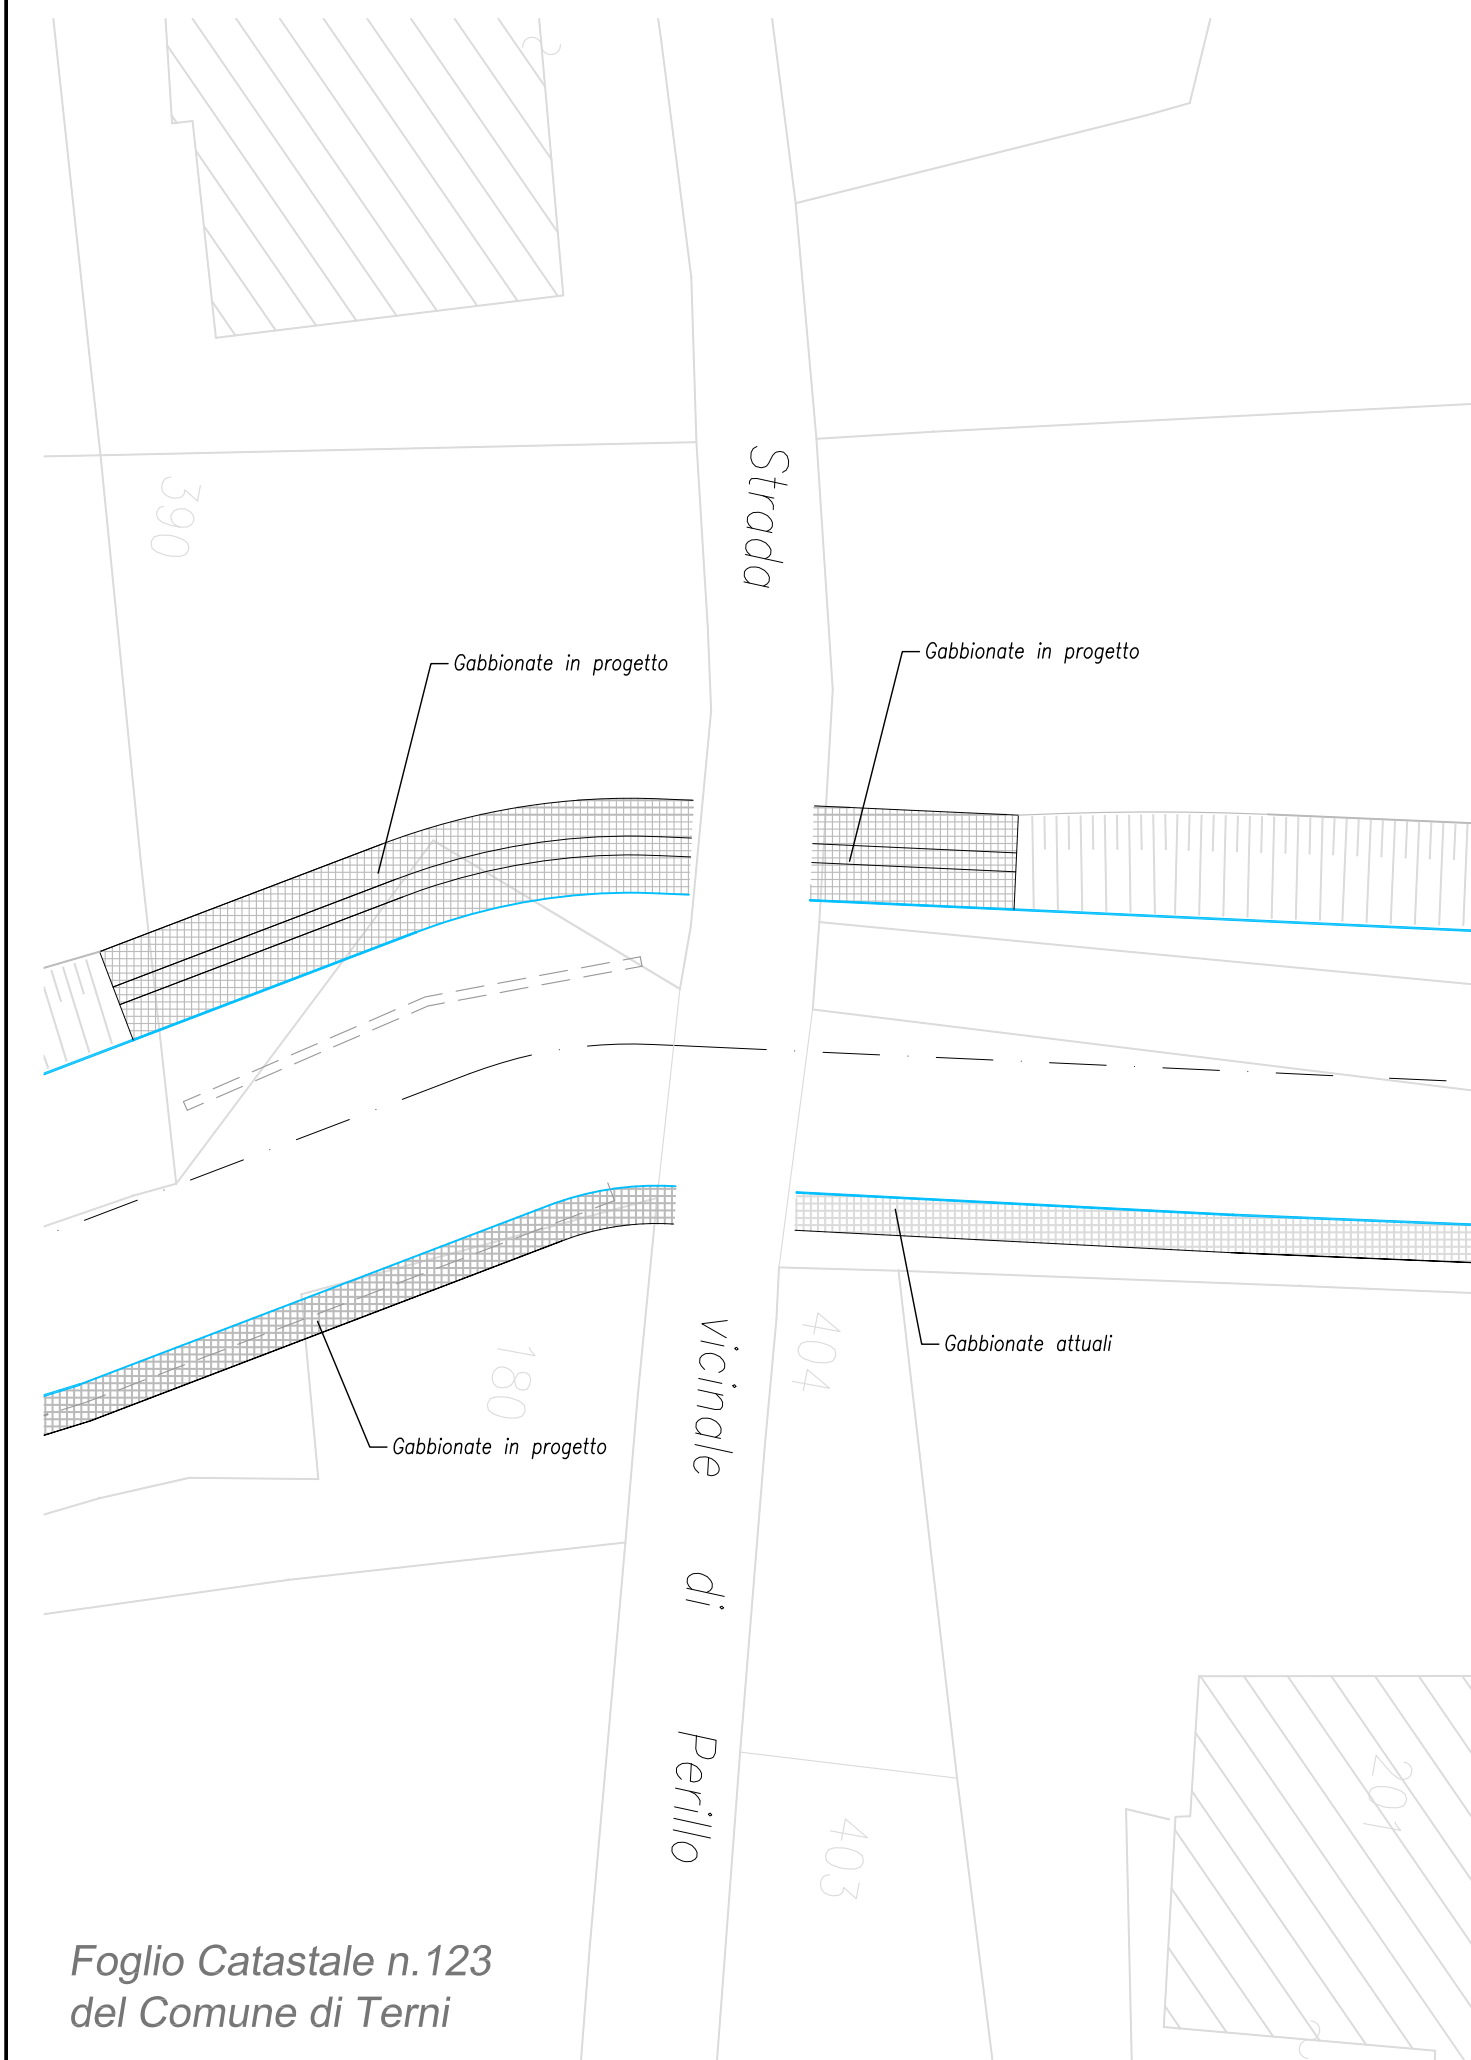 390
Strada
Gabbionate in progetto
Gabbionate in progetto
Gabbionate attuali
Gabbionate in progetto
180
404
vicinale di Perillo
403
201
Foglio Catastale n.123
del Comune di Terni